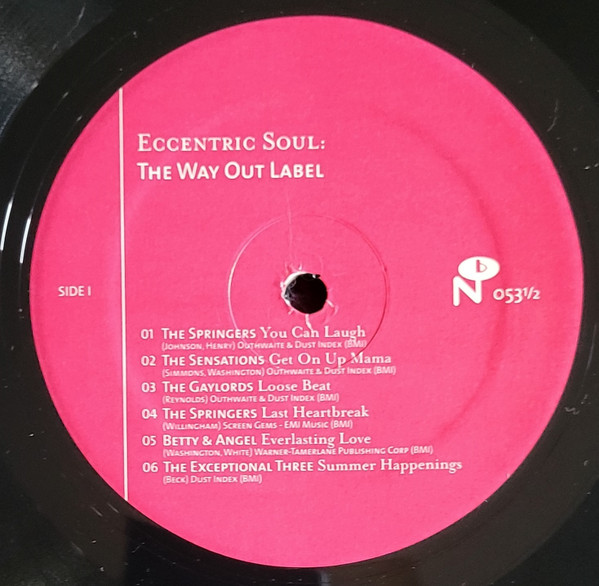 Eccentric Soul:
The Way Out Label
SIDE 1
N b 053½
01 The Springers You Can Laugh
(Johnson, Henry) Outhwaite & Dust Index (BMI)
02 The Sensations Get On Up Mama
(Simmons, Washington) Outhwaite & Dust Index (BMI)
03 The Gaylords Loose Beat
(Reynolds) Outhwaite & Dust Index (BMI)
04 The Springers Last Heartbreak
(Willingham) Screen Gems - EMI Music (BMI)
05 Betty & Angel Everlasting Love
(Washington, White) Warner-Tamerlane Publishing Corp (BMI)
06 The Exceptional Three Summer Happenings
(Beck) Dust Index (BMI)